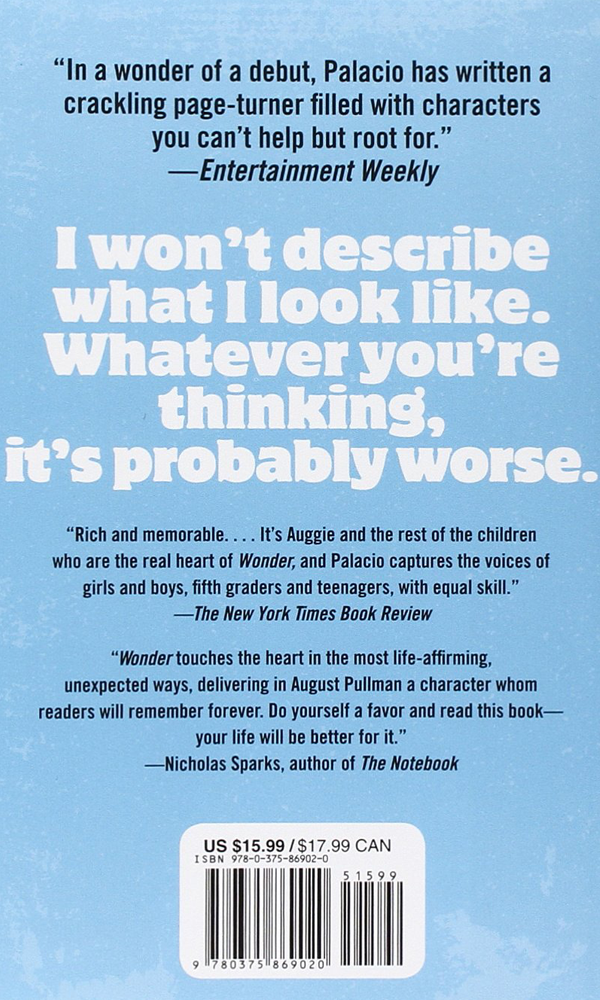 “In a wonder of a debut, Palacio has written a
crackling page-turner filled with characters
you can’t help but root for.”
—Entertainment Weekly
I won’t describe
what I look like.
Whatever you’re
thinking,
it’s probably worse.
“Rich and memorable. . . . It’s Auggie and the rest of the children
who are the real heart of Wonder, and Palacio captures the voices of
girls and boys, fifth graders and teenagers, with equal skill.”
—The New York Times Book Review
“Wonder touches the heart in the most life-affirming,
unexpected ways, delivering in August Pullman a character whom
readers will remember forever. Do yourself a favor and read this book—
your life will be better for it.”
—Nicholas Sparks, author of The Notebook
US $15.99 / $17.99 CAN
ISBN 978-0-375-86902-0
51599
9 780375 869020